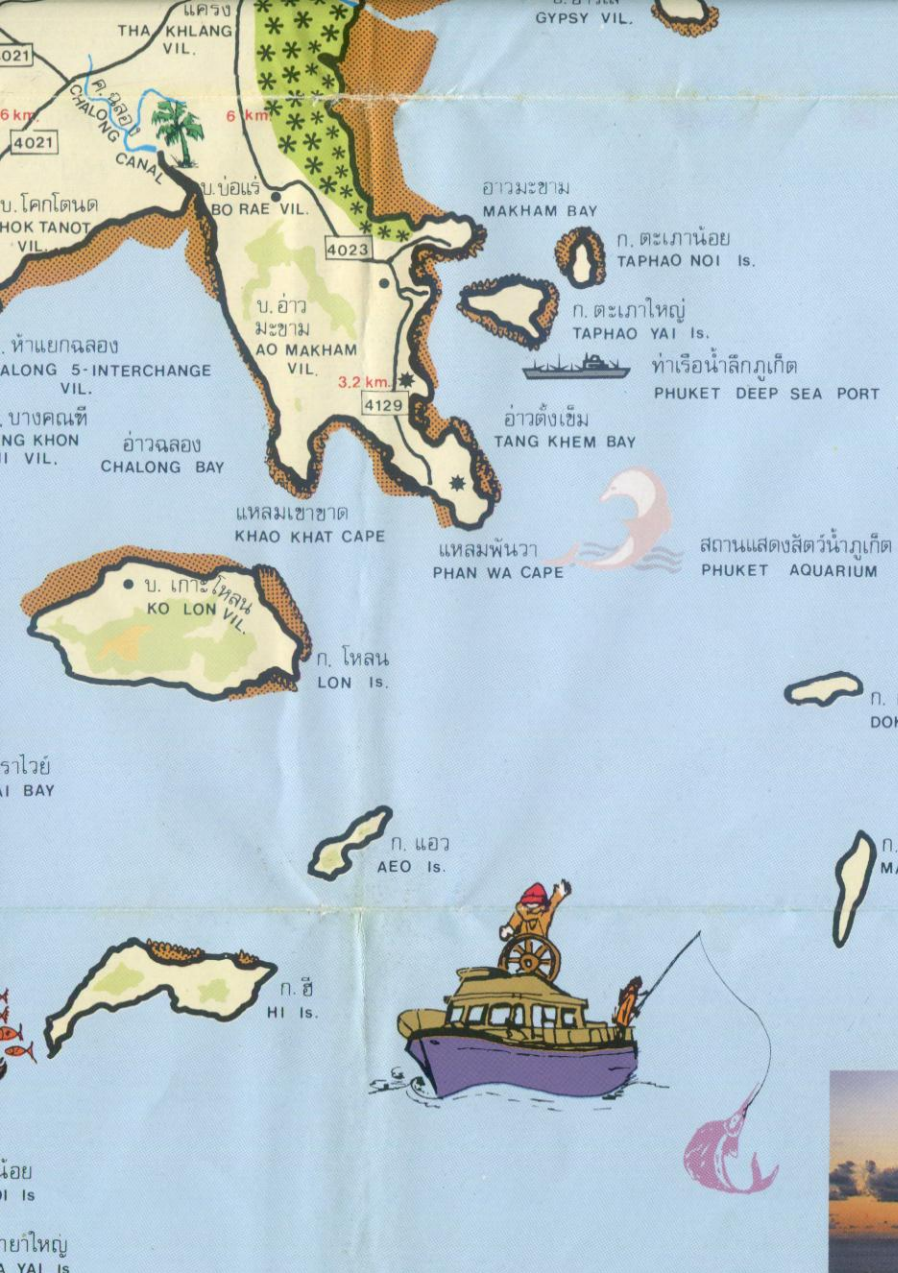 แครง
THA KHLANG
VIL.
GYPSY VIL.
4021
6 km.
ค. ฉลอง
CHALONG CANAL
6 km.
4021
บ.บ่อแร่
BO RAE VIL.
บ. โคกโตนด
HOK TANOT
VIL.
อาวมะขาม
MAKHAM BAY
4023
ก. ตะเภาน้อย
TAPHAO NOI Is.
บ. อ่าว
มะขาม
AO MAKHAM
VIL.
ก. ตะเภาใหญ่
TAPHAO YAI Is.
. ห้าแยกฉลอง
ALONG 5-INTERCHANGE
VIL.
ท่าเรือน้ำลึกภูเก็ต
PHUKET DEEP SEA PORT
3.2 km.
4129
. บางคณฑี
NG KHON
VIL.
อ่าวฉลอง
CHALONG BAY
อ่าวตั้งเข็ม
TANG KHEM BAY
แหลมเขาขาด
KHAO KHAT CAPE
แหลมพันวา
PHAN WA CAPE
สถานแสดงสัตว์น้ำภูเก็ต
PHUKET AQUARIUM
บ. เกาะโหลน
KO LON VIL.
ก. โหลน
LON Is.
ก.
DOK
ราไวย์
AI BAY
ก. แอว
AEO Is.
ก.
MA
ก. ฮี
HI Is.
น้อย
OI Is
ายาใหญ่
A YAI Is